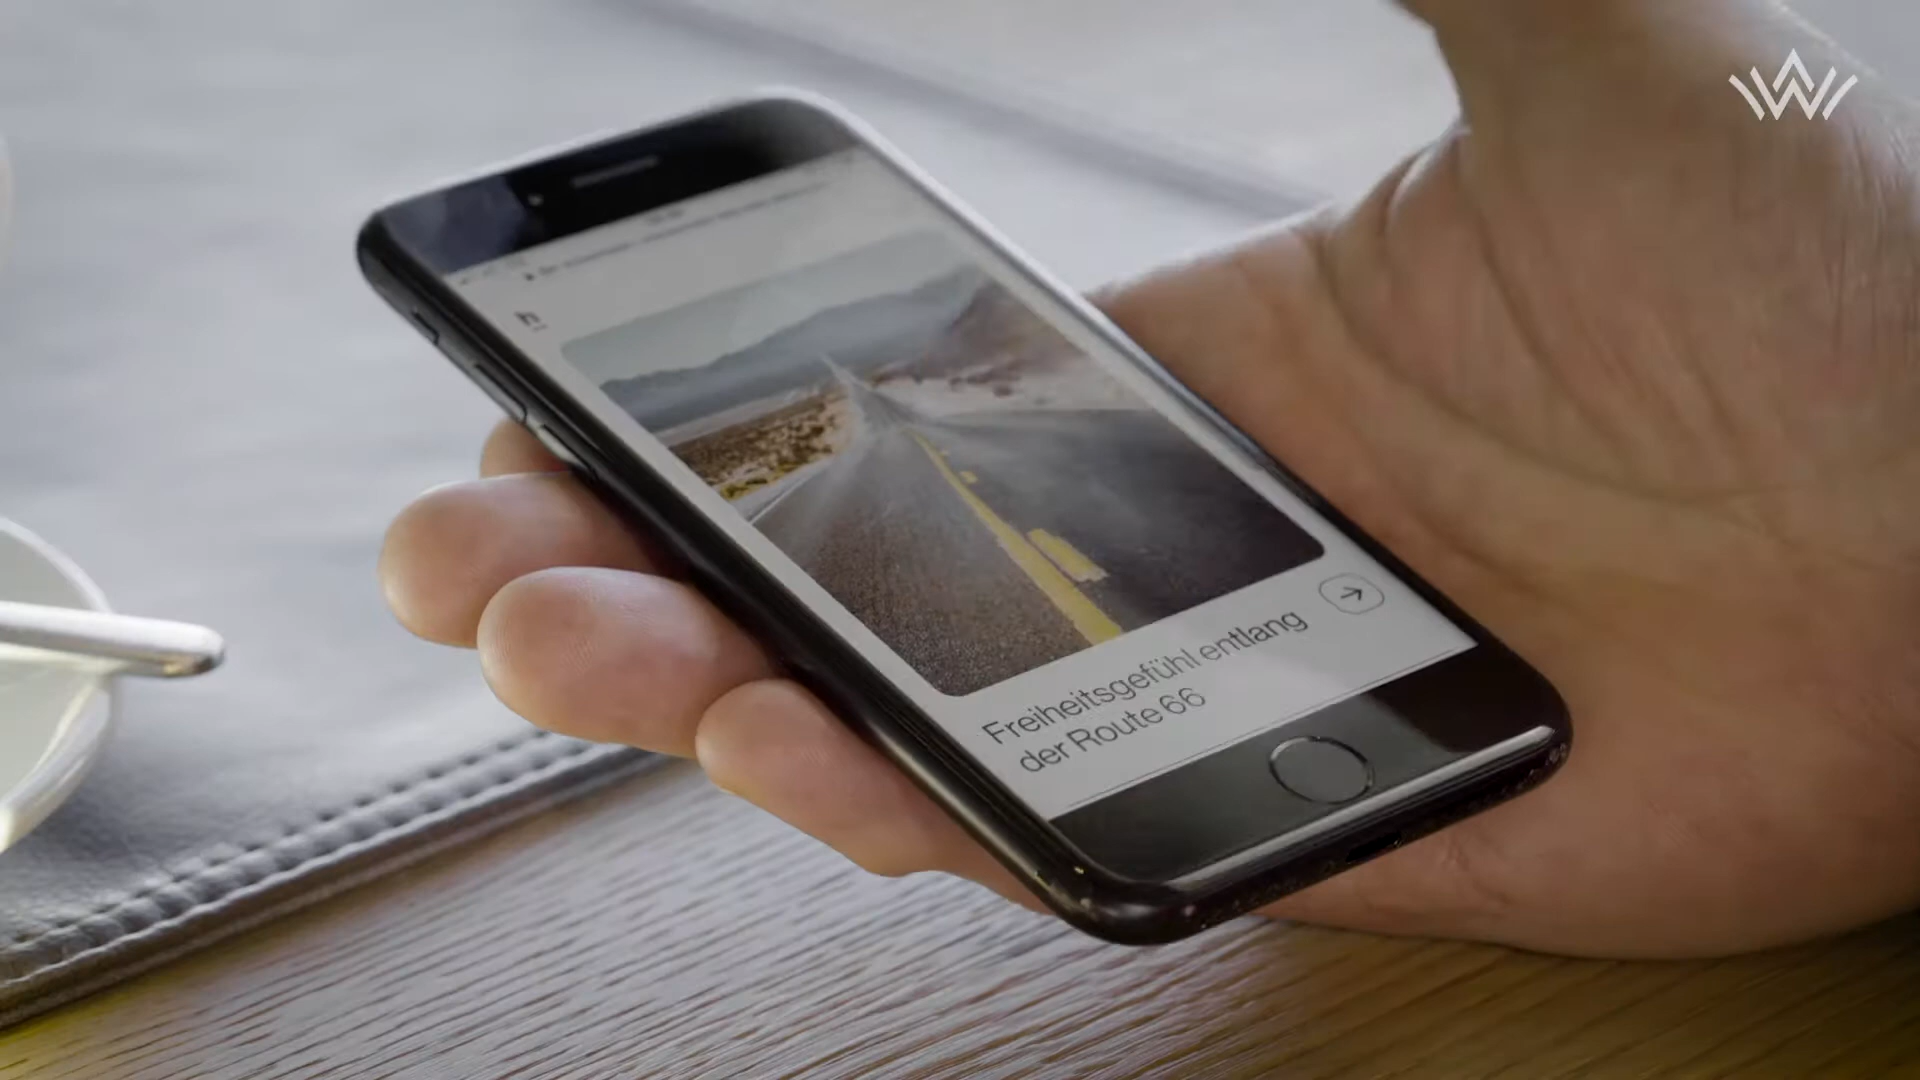 h
Freiheitsgefühl entlang
der Route 66